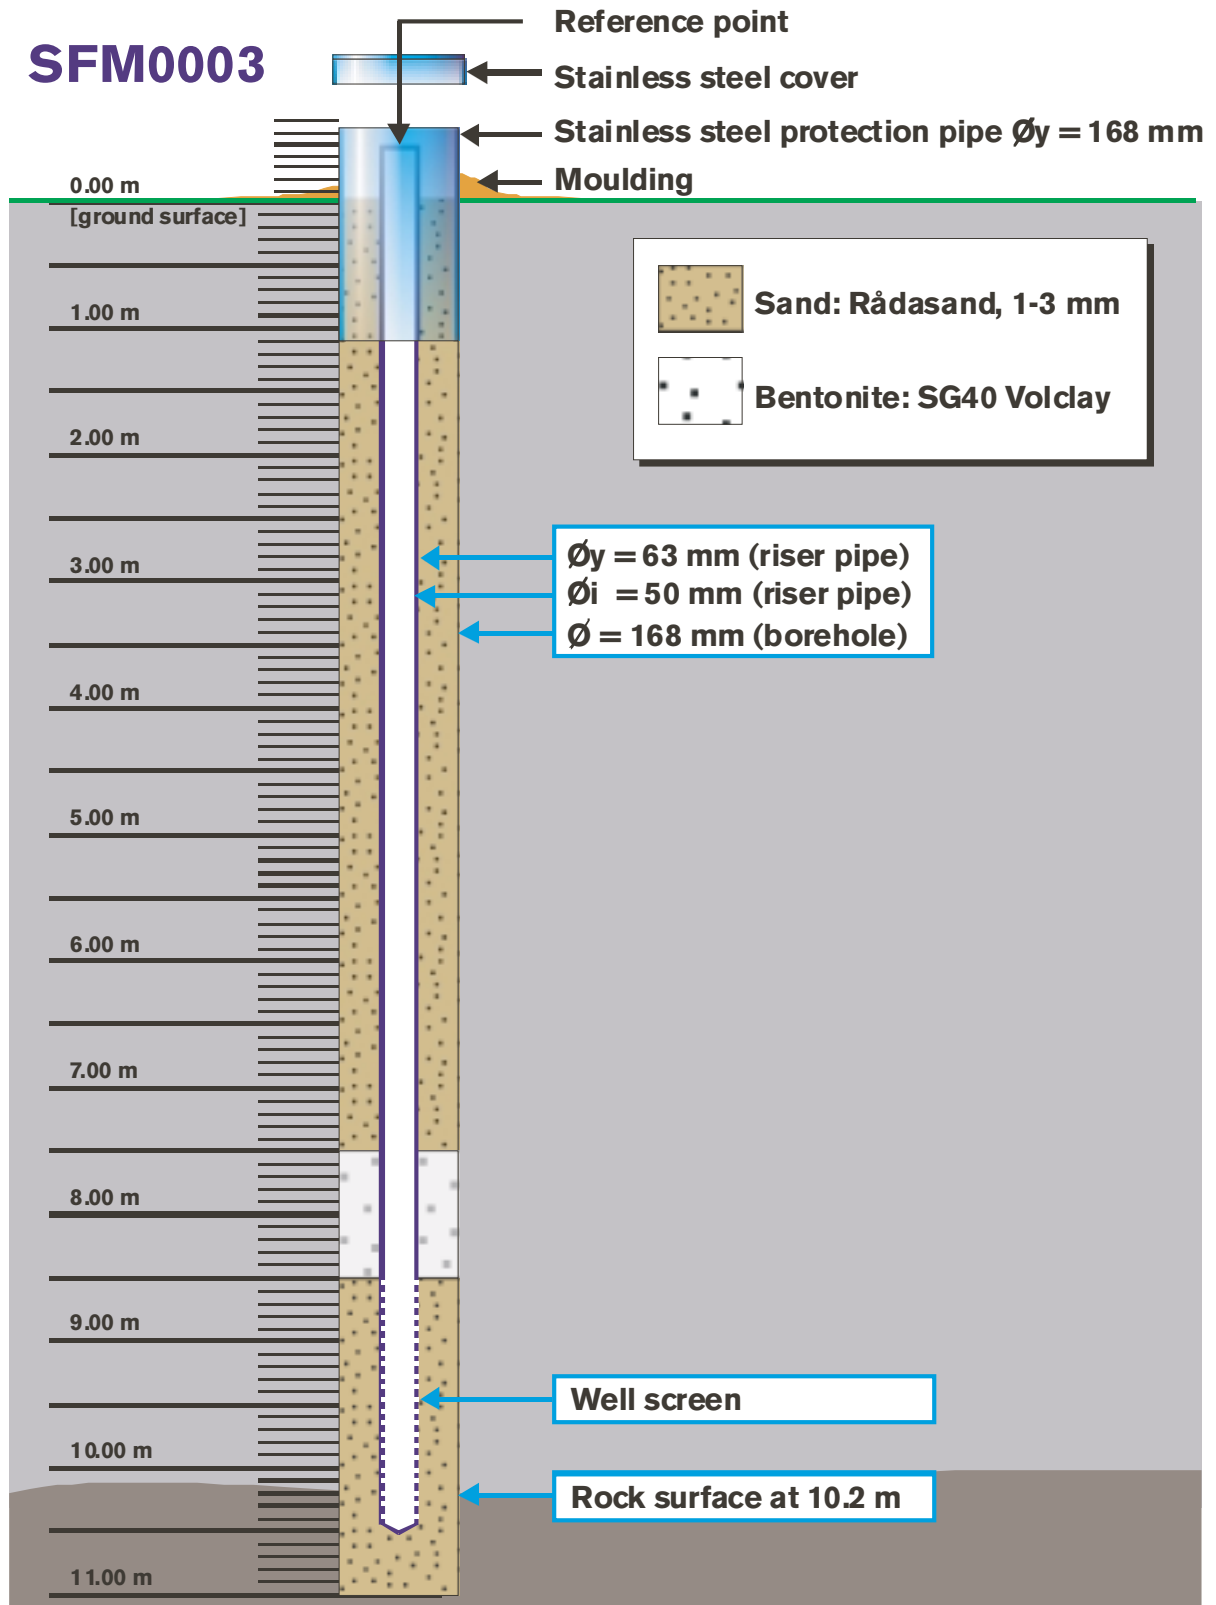 SFM0003
Reference point
Stainless steel cover
Stainless steel protection pipe Øy = 168 mm
Moulding
0.00 m
[ground surface]
1.00 m
2.00 m
3.00 m
4.00 m
5.00 m
6.00 m
7.00 m
8.00 m
9.00 m
10.00 m
11.00 m
Sand: Rådasand, 1-3 mm
Bentonite: SG40 Volclay
Øy = 63 mm (riser pipe)
Øi = 50 mm (riser pipe)
Ø = 168 mm (borehole)
Well screen
Rock surface at 10.2 m